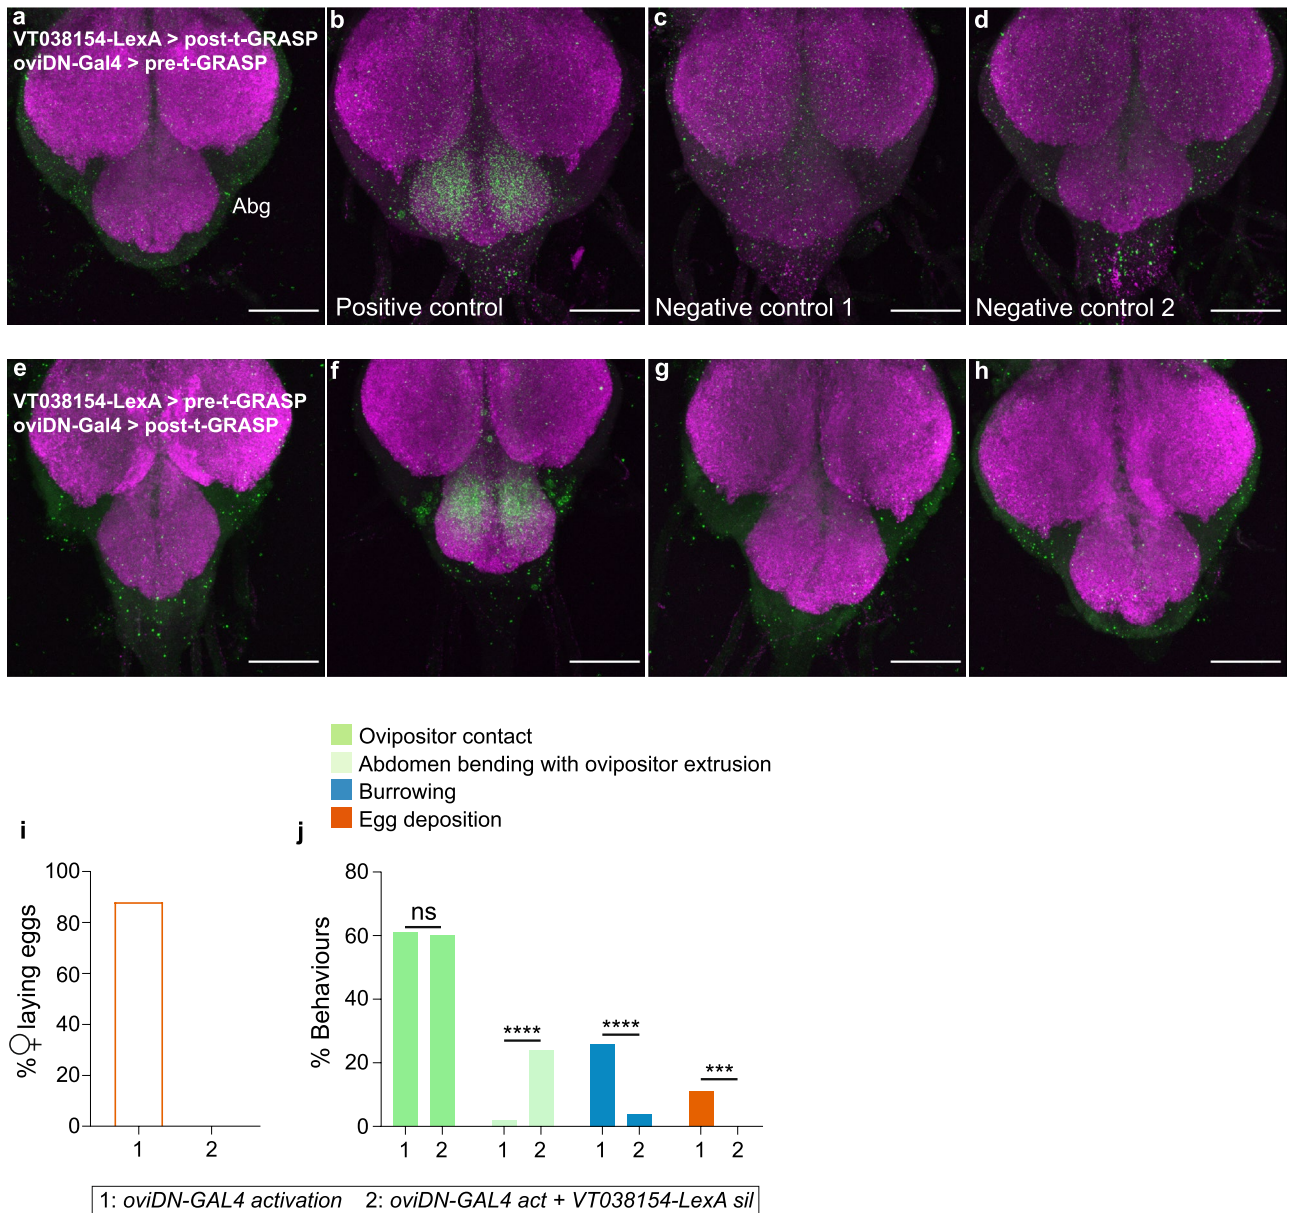 a
VT038154-LexA > post-t-GRASP
oviDN-Gal4 > pre-t-GRASP
Abg
b
Positive control
c
Negative control 1
d
Negative control 2
e
VT038154-LexA > pre-t-GRASP
oviDN-Gal4 > post-t-GRASP
f
g
h
Ovipositor contact
Abdomen bending with ovipositor extrusion
Burrowing
Egg deposition
i
% ♀ laying eggs
100
80
60
40
20
0
1 2
j
% Behaviours
80
60
40
20
0
ns
****
****
***
1 2 1 2 1 2 1 2
1: oviDN-GAL4 activation 2: oviDN-GAL4 act + VT038154-LexA sil